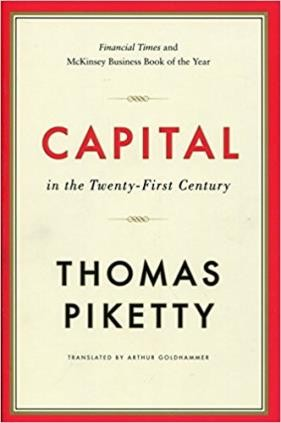 Financial Times and
McKinsey Business Book of the Year
CAPITAL
in the Twenty-First Century
THOMAS
PIKETTY
TRANSLATED BY ARTHUR GOLDHAMMER